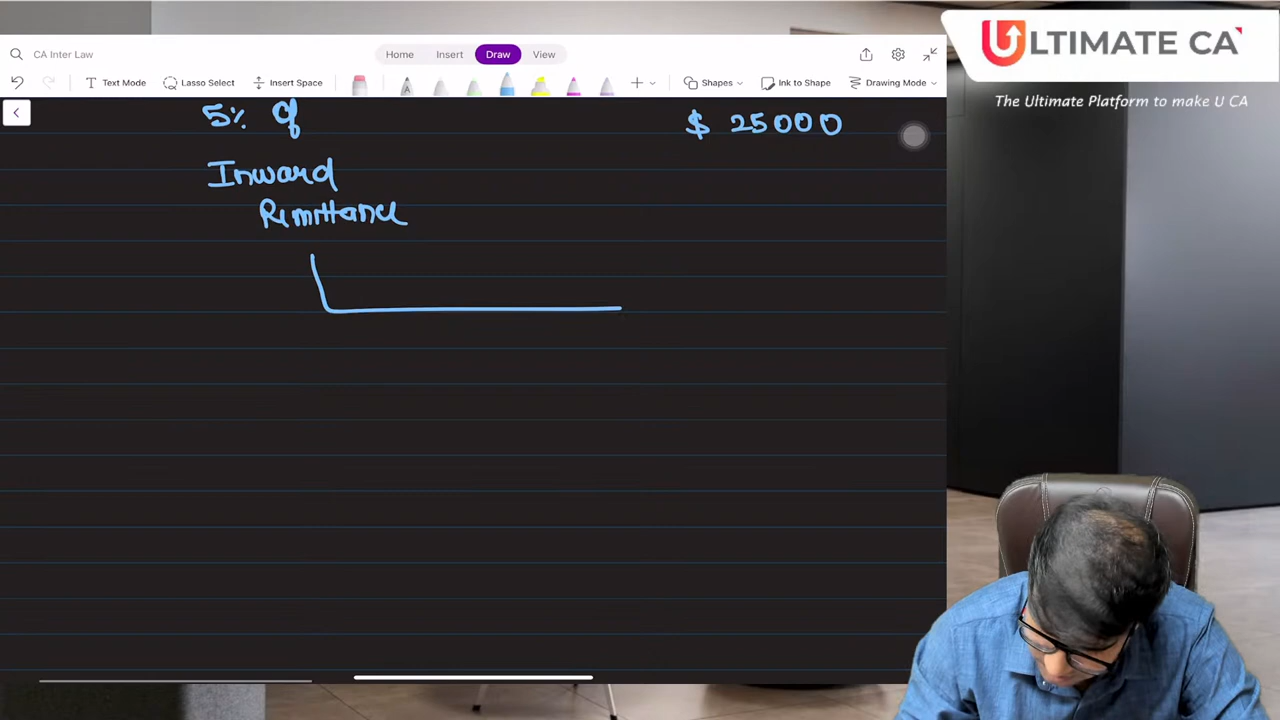 ULTIMATE CA
The Ultimate Platform to make U CA
CA Inter Law
Home Insert Draw View
Text Mode Lasso Select Insert Space Shapes Ink to Shape Drawing Mode
5% of $ 25000
Inward
Remittance